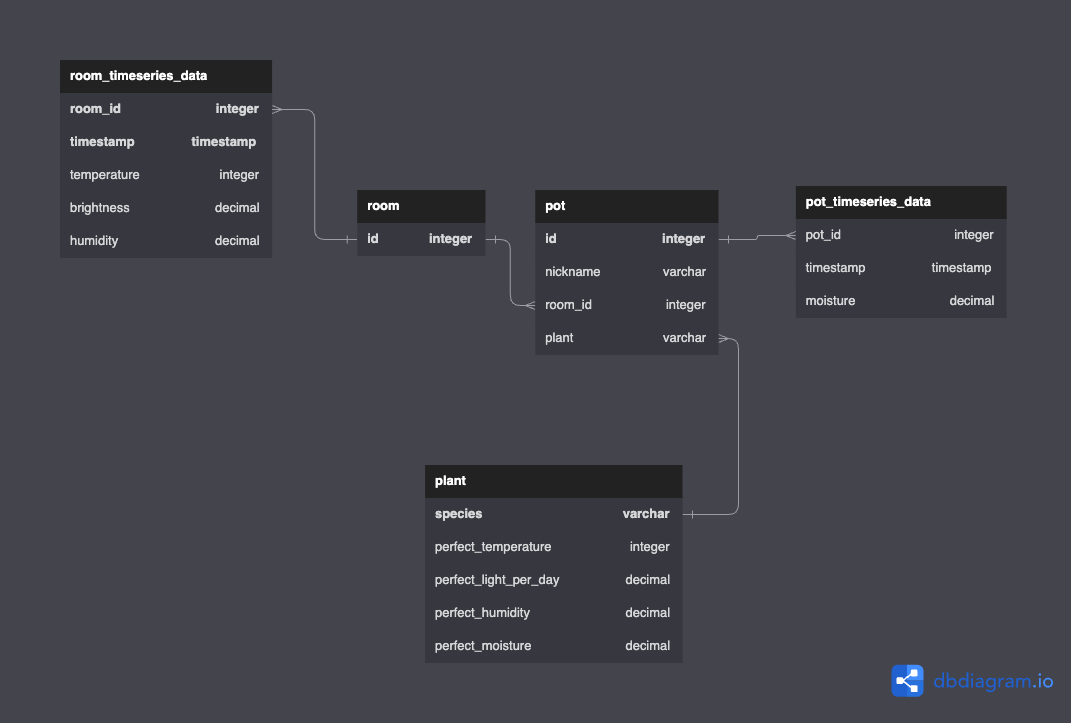 room_timeseries_data
room_id integer
timestamp timestamp
temperature integer
brightness decimal
humidity decimal
room
id integer
pot
id integer
nickname varchar
room_id integer
plant varchar
pot_timeseries_data
pot_id integer
timestamp timestamp
moisture decimal
plant
species varchar
perfect_temperature integer
perfect_light_per_day decimal
perfect_humidity decimal
perfect_moisture decimal
dbdiagram.io